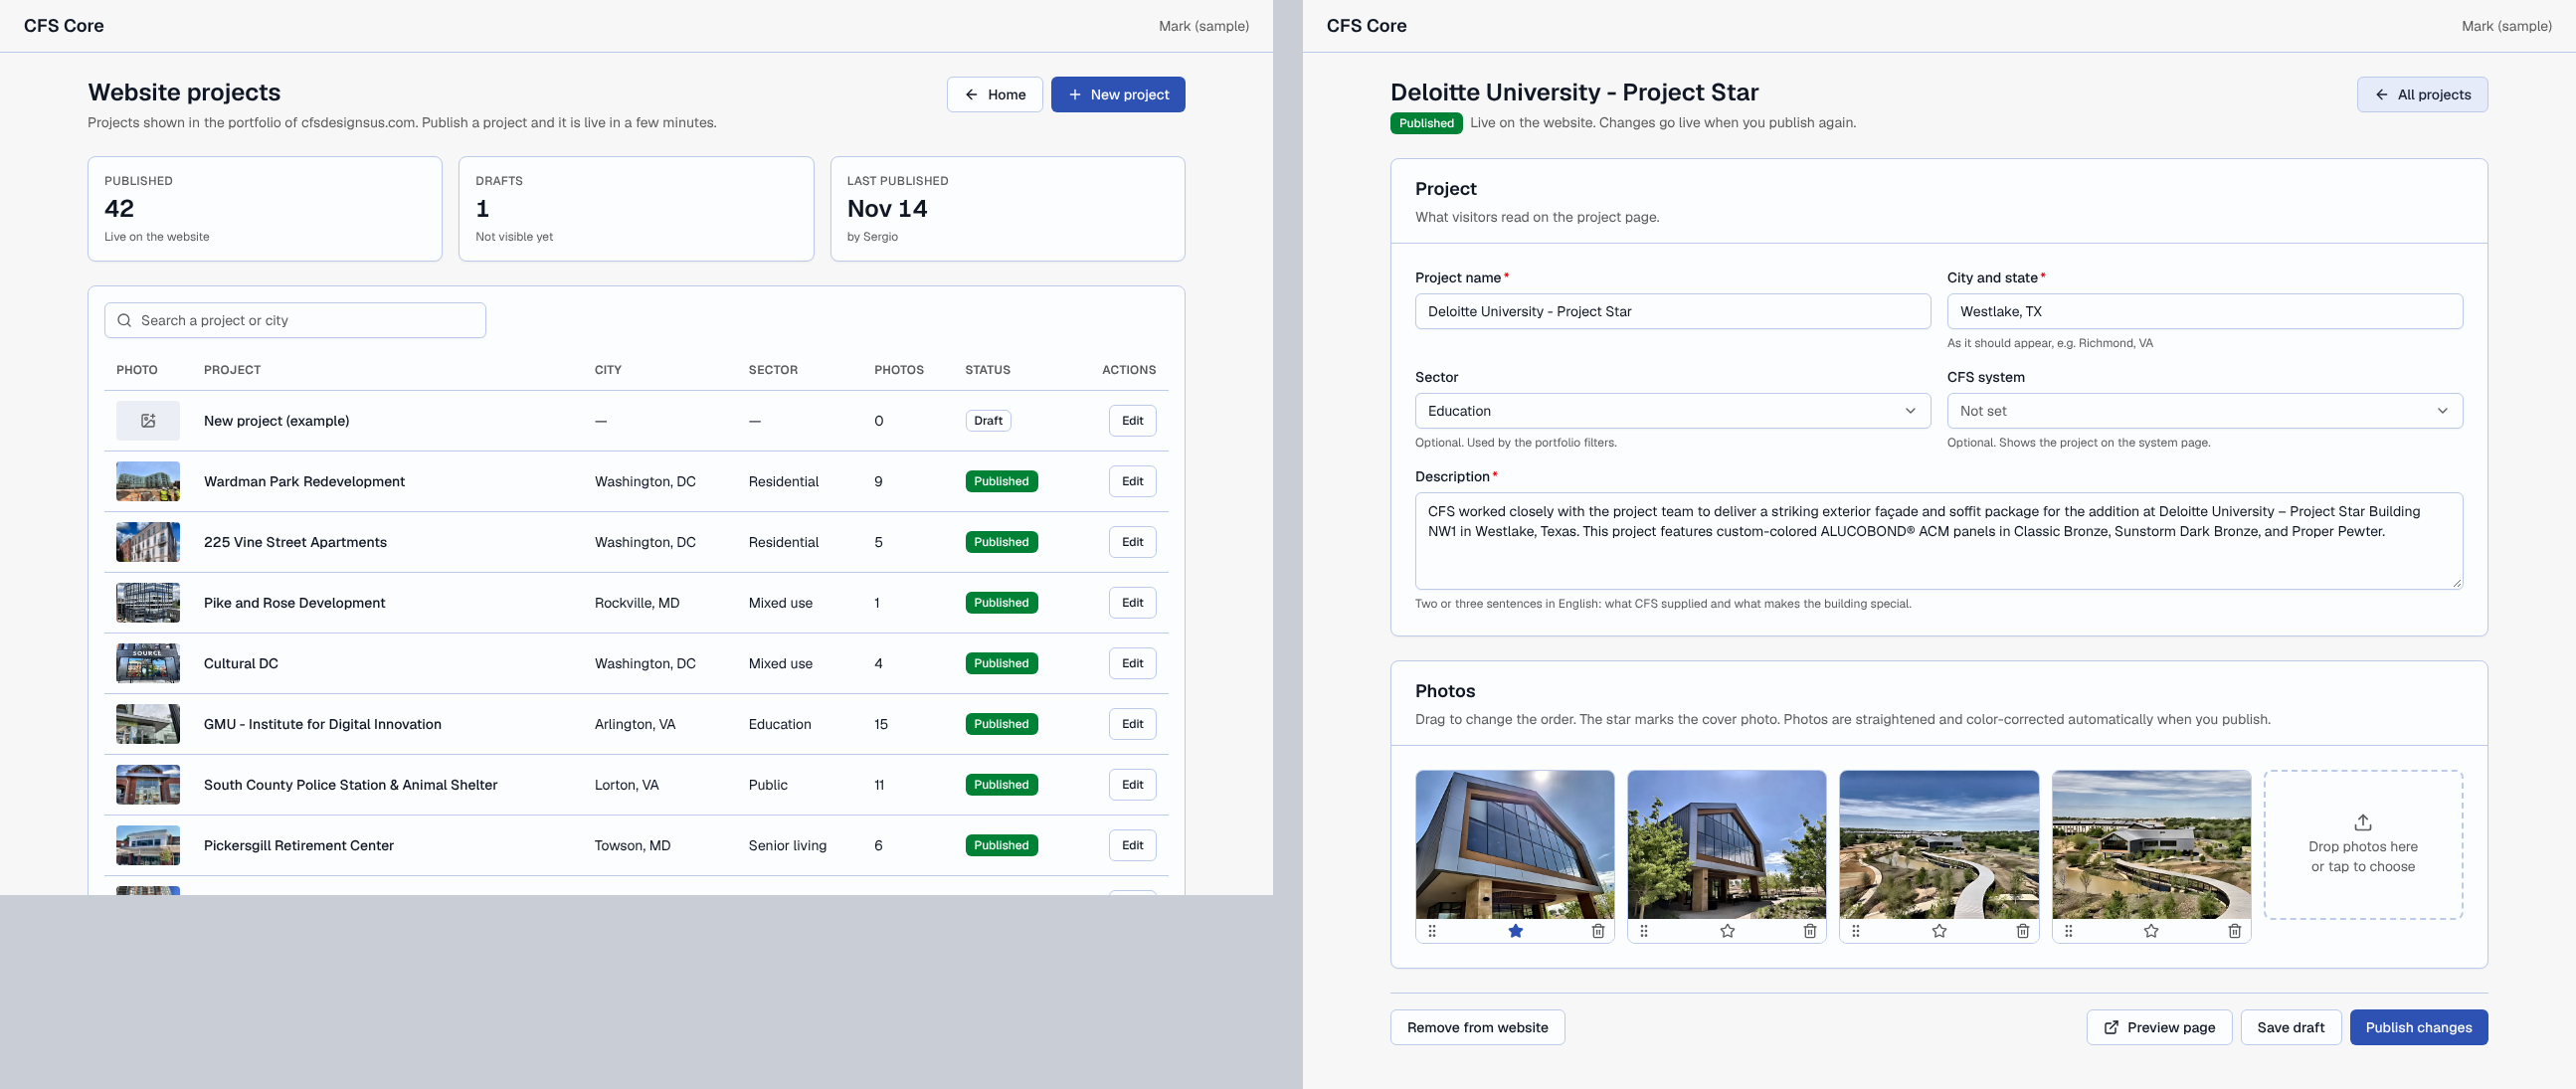 CFS Core
Mark (sample)
Website projects
Home
New project
Projects shown in the portfolio of cfsdesignsus.com. Publish a project and it is live in a few minutes.
PUBLISHED
42
Live on the website
DRAFTS
1
Not visible yet
LAST PUBLISHED
Nov 14
by Sergio
Search a project or city
PHOTO PROJECT CITY SECTOR PHOTOS STATUS ACTIONS
New project (example) — — 0 Draft Edit
Wardman Park Redevelopment Washington, DC Residential 9 Published Edit
225 Vine Street Apartments Washington, DC Residential 5 Published Edit
Pike and Rose Development Rockville, MD Mixed use 1 Published Edit
SOURCE
Cultural DC Washington, DC Mixed use 4 Published Edit
GMU - Institute for Digital Innovation Arlington, VA Education 15 Published Edit
South County Police Station & Animal Shelter Lorton, VA Public 11 Published Edit
Pickersgill Retirement Center Towson, MD Senior living 6 Published Edit
CFS Core
Mark (sample)
Deloitte University - Project Star
All projects
Published Live on the website. Changes go live when you publish again.
Project
What visitors read on the project page.
Project name*
Deloitte University - Project Star
City and state*
Westlake, TX
As it should appear, e.g. Richmond, VA
Sector
Education
Optional. Used by the portfolio filters.
CFS system
Not set
Optional. Shows the project on the system page.
Description*
CFS worked closely with the project team to deliver a striking exterior façade and soffit package for the addition at Deloitte University – Project Star Building
NW1 in Westlake, Texas. This project features custom-colored ALUCOBOND® ACM panels in Classic Bronze, Sunstorm Dark Bronze, and Proper Pewter.
Two or three sentences in English: what CFS supplied and what makes the building special.
Photos
Drag to change the order. The star marks the cover photo. Photos are straightened and color-corrected automatically when you publish.
Drop photos here
or tap to choose
Remove from website
Preview page
Save draft
Publish changes